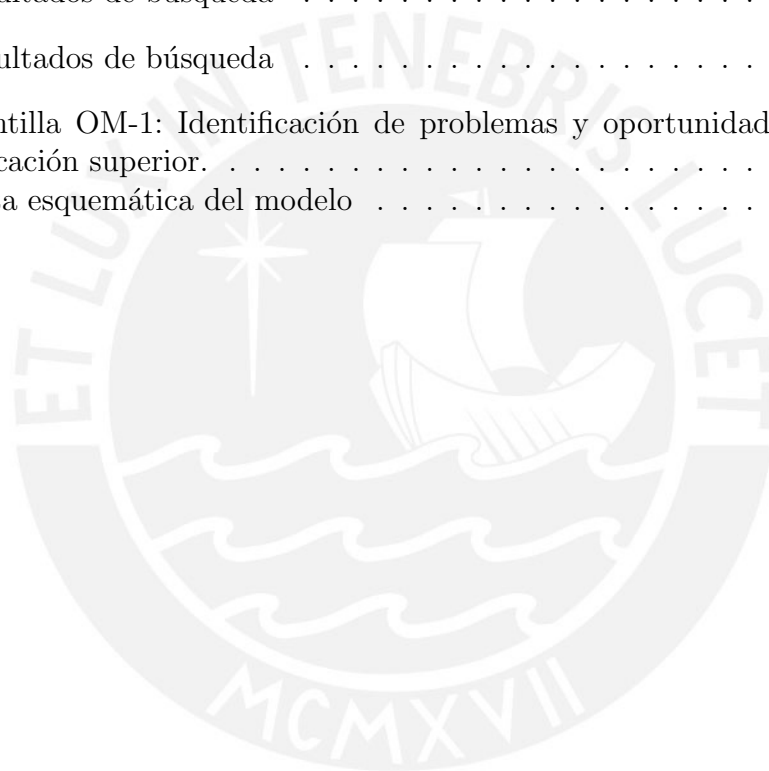 ultados de búsqueda . . . . . . . . . . . . . . . . . . .
ntilla OM-1: Identificación de problemas y oportunidad
cación superior. . . . . . . . . . . . . . . . . . . . . . .
a esquemática del modelo . . . . . . . . . . . . . . . .
ET LUX IN TENEBRIS LUCET
MCMXVII